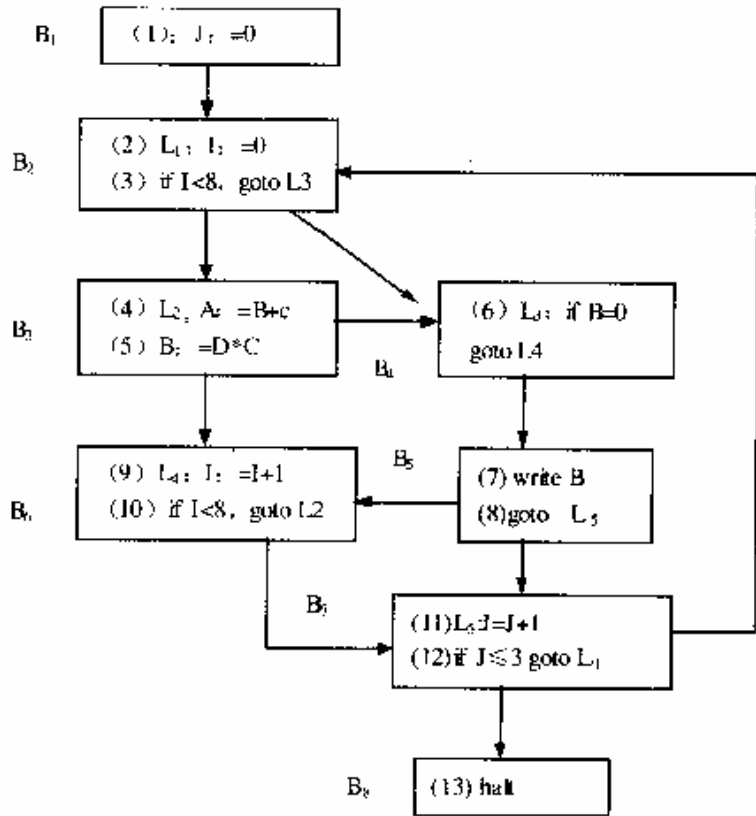 B₁
(1): J: =0
B₂
(2) L₁: I: =0
(3) if I<8, goto L3
B₃
(4) L₂: A: =B+c
(5) B: =D*C
B₄
(6) L₃: if B=0
goto L4
B₅
(7) write B
(8)goto L₅
B₆
(9) L₄: I: =I+1
(10) if I<8, goto L2
B₇
(11)L₅:J=J+1
(12)if J≤3 goto L₁
B₈
(13) halt